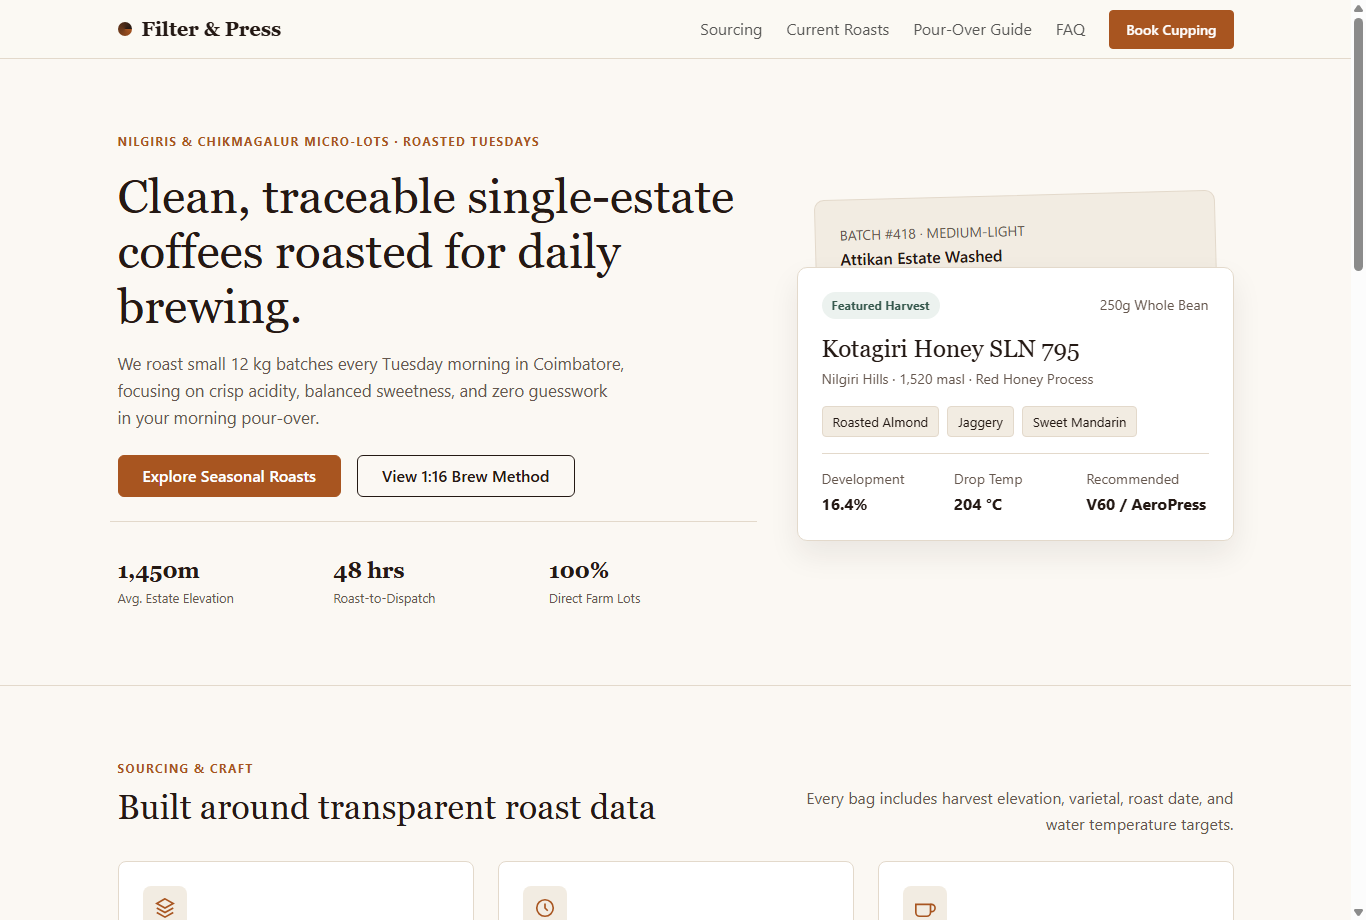 Filter & Press
Sourcing
Current Roasts
Pour-Over Guide
FAQ
Book Cupping
NILGIRIS & CHIKMAGALUR MICRO-LOTS · ROASTED TUESDAYS
Clean, traceable single-estate
coffees roasted for daily
brewing.
We roast small 12 kg batches every Tuesday morning in Coimbatore,
focusing on crisp acidity, balanced sweetness, and zero guesswork
in your morning pour-over.
Explore Seasonal Roasts
View 1:16 Brew Method
1,450m
Avg. Estate Elevation
48 hrs
Roast-to-Dispatch
100%
Direct Farm Lots
BATCH #418 · MEDIUM-LIGHT
Attikan Estate Washed
Featured Harvest
250g Whole Bean
Kotagiri Honey SLN 795
Nilgiri Hills · 1,520 masl · Red Honey Process
Roasted Almond
Jaggery
Sweet Mandarin
Development
16.4%
Drop Temp
204 °C
Recommended
V60 / AeroPress
SOURCING & CRAFT
Built around transparent roast data
Every bag includes harvest elevation, varietal, roast date, and
water temperature targets.